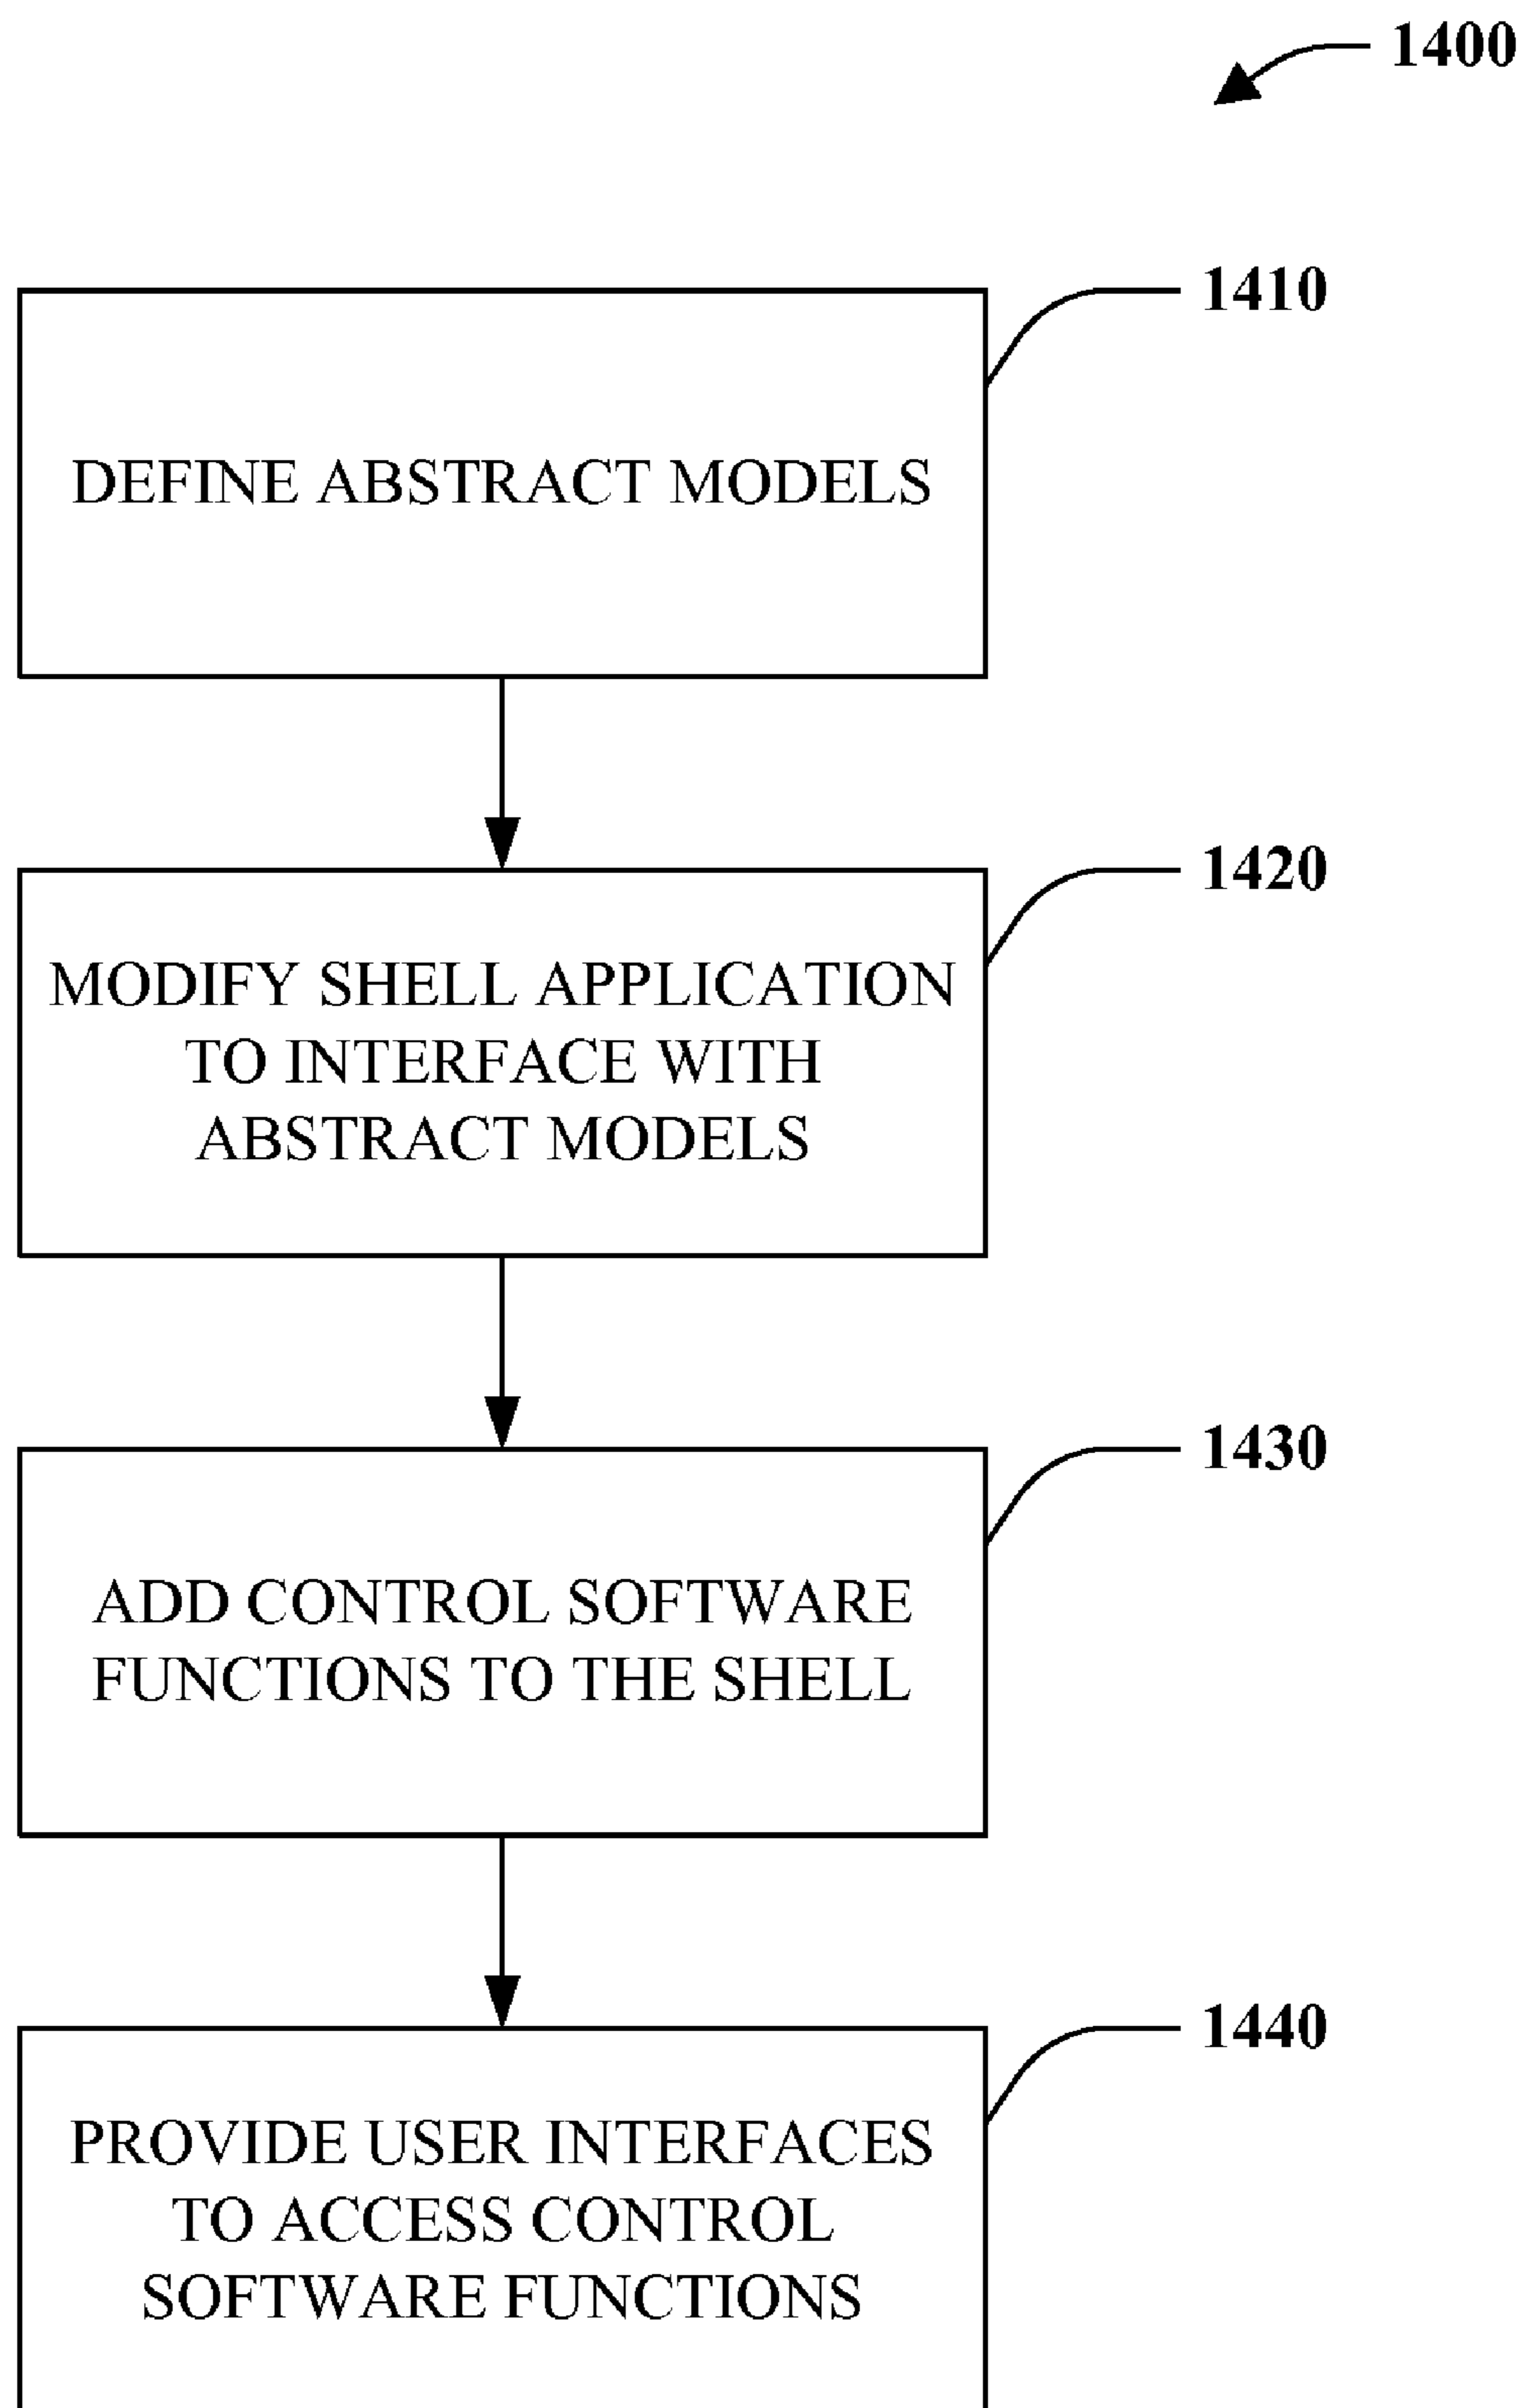 1400
1410
DEFINE ABSTRACT MODELS
1420
MODIFY SHELL APPLICATION
TO INTERFACE WITH
ABSTRACT MODELS
1430
ADD CONTROL SOFTWARE
FUNCTIONS TO THE SHELL
1440
PROVIDE USER INTERFACES
TO ACCESS CONTROL
SOFTWARE FUNCTIONS